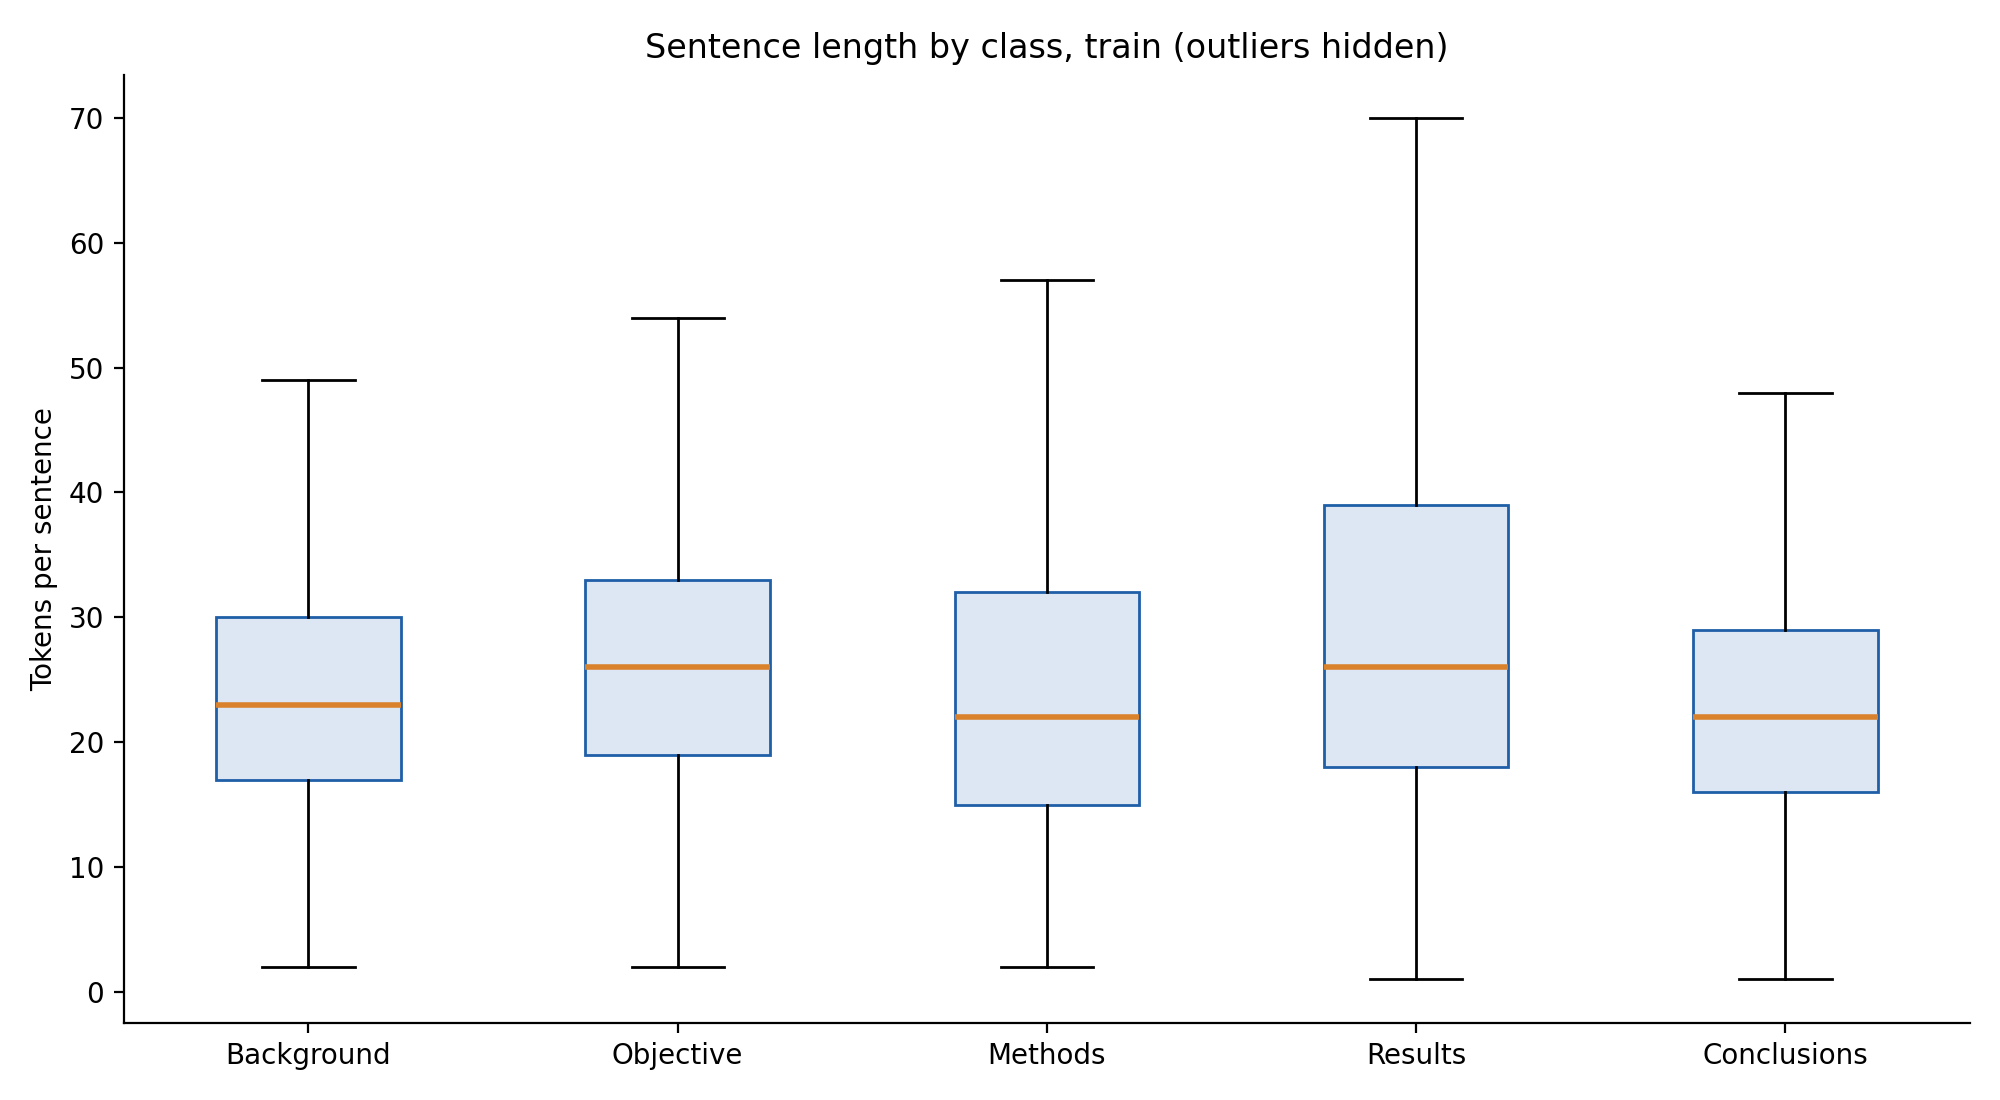 Sentence length by class, train (outliers hidden)
Tokens per sentence
70
60
50
40
30
20
10
0
Background
Objective
Methods
Results
Conclusions